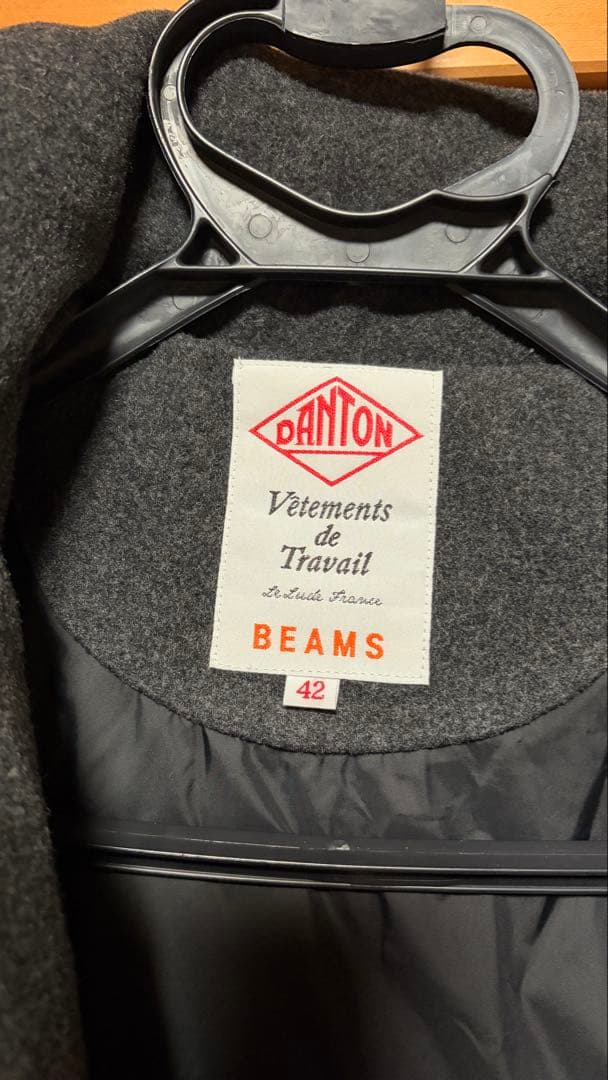 DANTON
Vêtements
de
Travail
Le Lude France
BEAMS
42